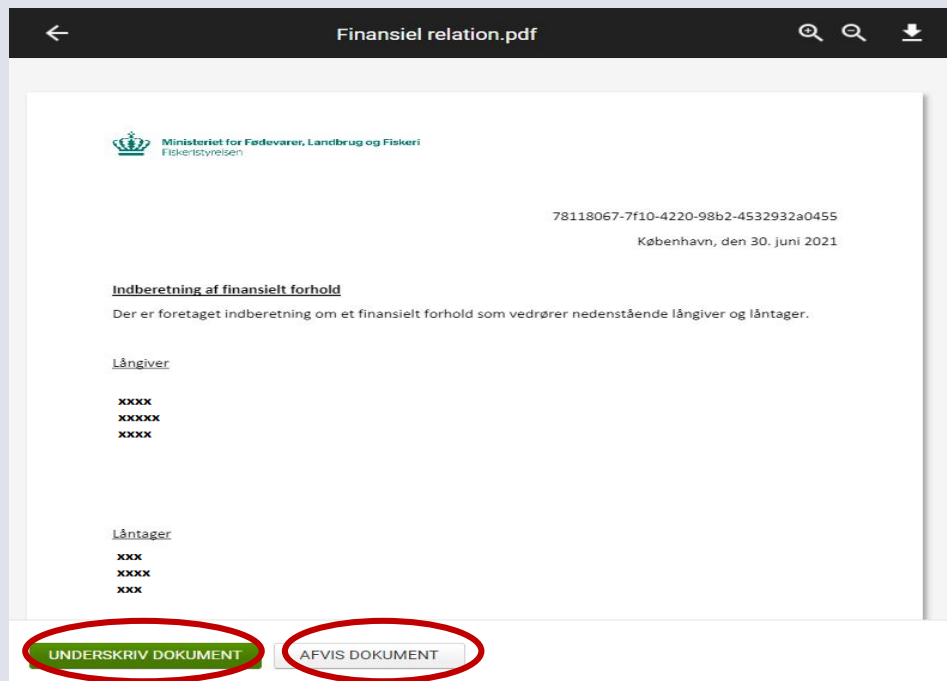 Finansiel relation.pdf
Ministeriet for Fødevarer, Landbrug og Fiskeri
Fiskeristyrelsen
78118067-7f10-4220-98b2-4532932a0455
København, den 30. juni 2021
Indberetning af finansielt forhold
Der er foretaget indberetning om et finansielt forhold som vedrører nedenstående långiver og låntager.
Långiver
xxxx
xxxxx
xxxx
Låntager
xxx
xxxx
xxx
UNDERSKRIV DOKUMENT
AFVIS DOKUMENT